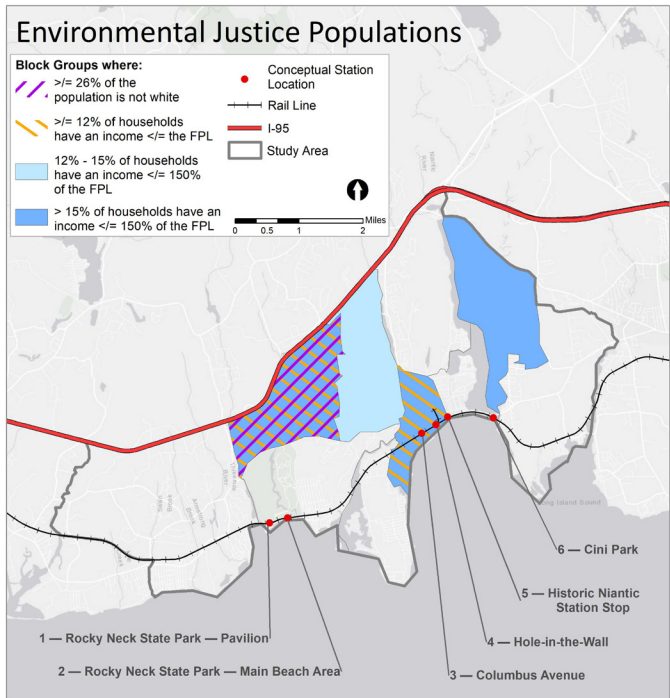 Environmental Justice Populations
Block Groups where:
>/= 26% of the
population is not white
>/= 12% of households
have an income </= the FPL
12% - 15% of households
have an income </= 150%
of the FPL
> 15% of households have an
income </= 150% of the FPL
Conceptual Station
Location
Rail Line
I-95
Study Area
Miles
0 0.5 1 2
6 — Cini Park
5 — Historic Niantic
Station Stop
4 — Hole-in-the-Wall
3 — Columbus Avenue
1 — Rocky Neck State Park — Pavilion
2 — Rocky Neck State Park — Main Beach Area